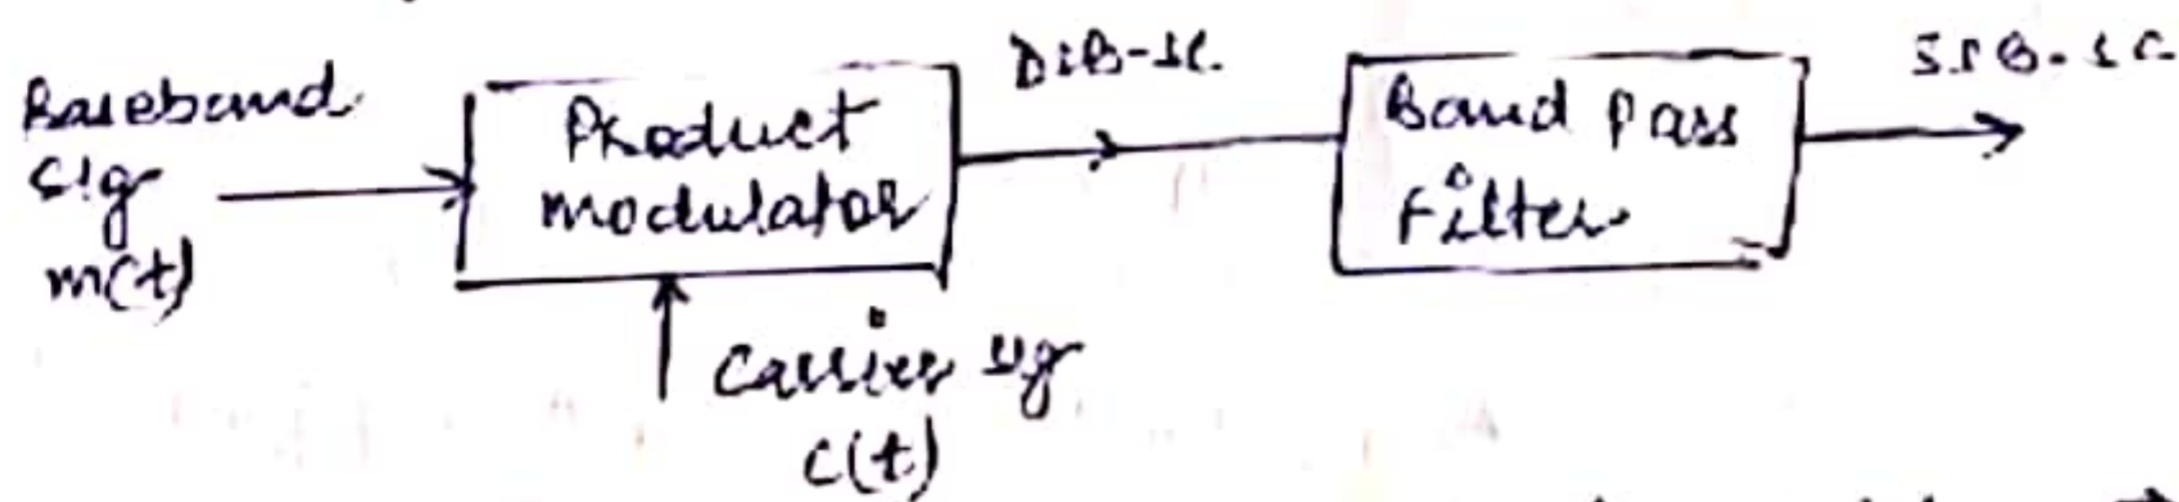 Baseband
sig
m(t)
Product
modulator
DSB-SC.
Band Pass
Filter
SSB-SC
Carrier sig
c(t)